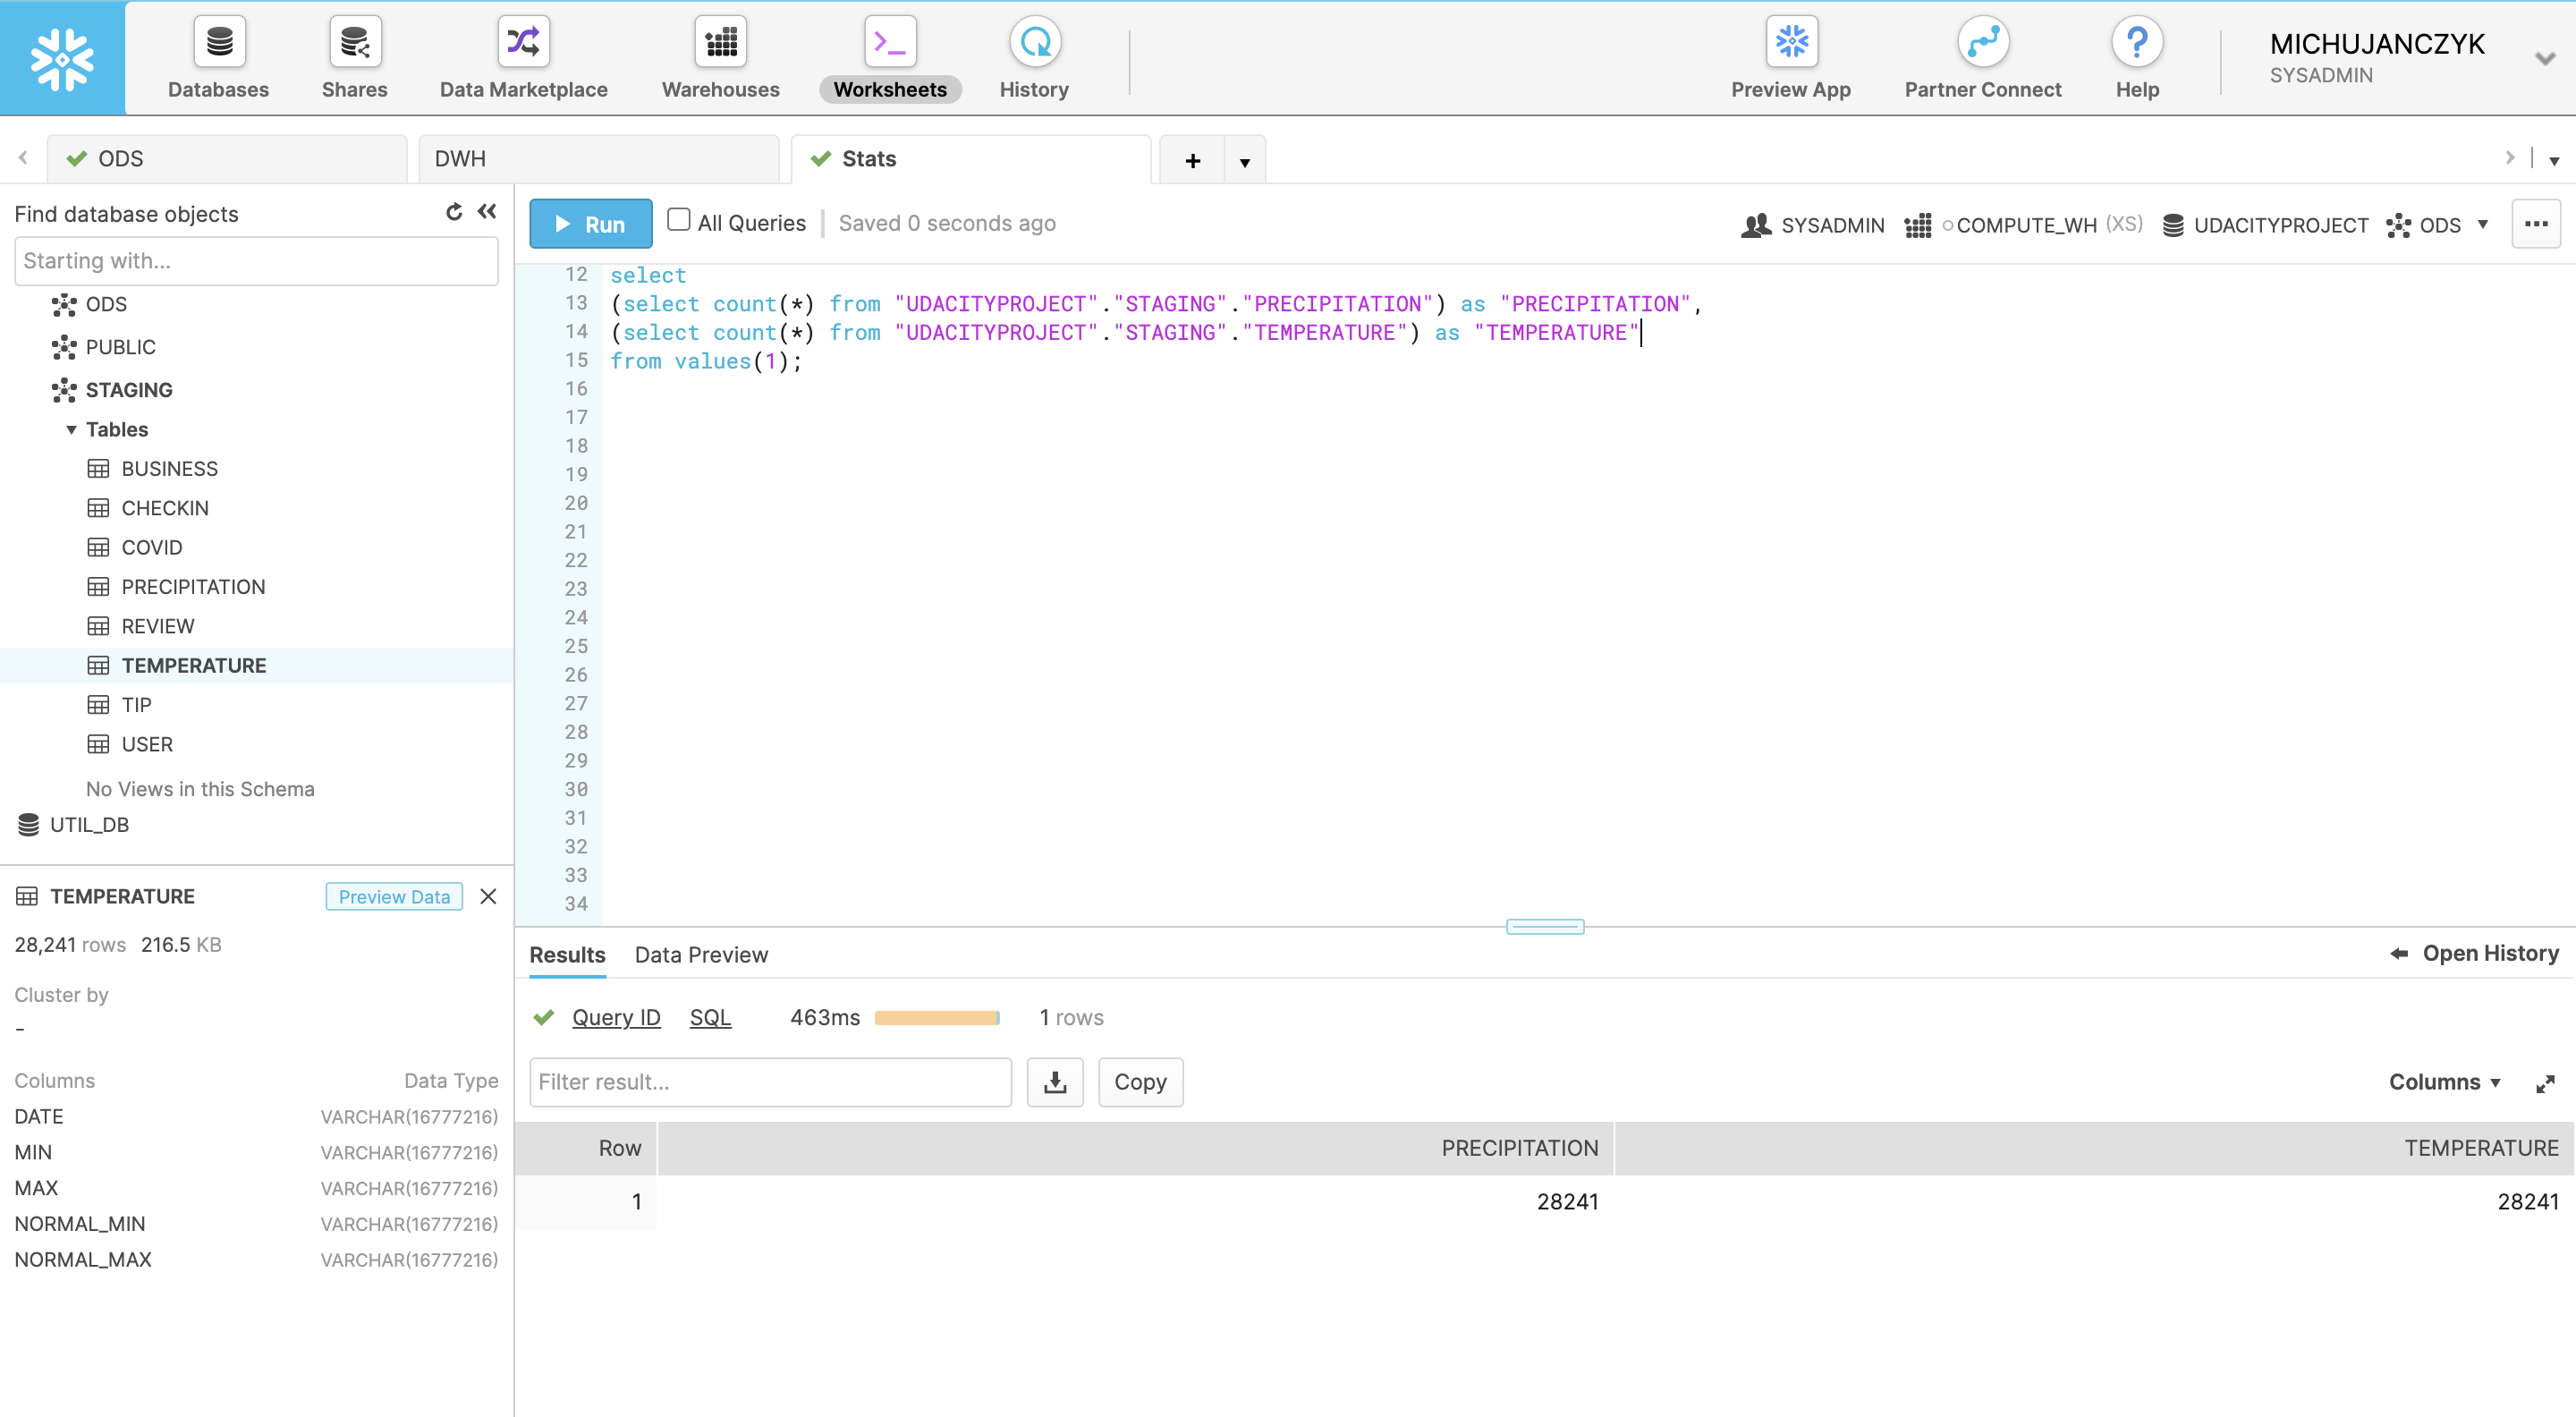 Databases
Shares
Data Marketplace
Warehouses
Worksheets
History
Preview App
Partner Connect
Help
MICHUJANCZYK
SYSADMIN
ODS
DWH
Stats
Find database objects
Starting with...
ODS
PUBLIC
STAGING
Tables
BUSINESS
CHECKIN
COVID
PRECIPITATION
REVIEW
TEMPERATURE
TIP
USER
No Views in this Schema
UTIL_DB
TEMPERATURE Preview Data
28,241 rows 216.5 KB
Cluster by
-
Columns Data Type
DATE VARCHAR(16777216)
MIN VARCHAR(16777216)
MAX VARCHAR(16777216)
NORMAL_MIN VARCHAR(16777216)
NORMAL_MAX VARCHAR(16777216)
Run All Queries Saved 0 seconds ago SYSADMIN COMPUTE_WH (XS) UDACITYPROJECT ODS
12 select
13 (select count(*) from "UDACITYPROJECT"."STAGING"."PRECIPITATION") as "PRECIPITATION",
14 (select count(*) from "UDACITYPROJECT"."STAGING"."TEMPERATURE") as "TEMPERATURE"
15 from values(1);
16
17
18
19
20
21
22
23
24
25
26
27
28
29
30
31
32
33
34
Results Data Preview Open History
Query ID SQL 463ms 1 rows
Filter result... Copy Columns
Row PRECIPITATION TEMPERATURE
1 28241 28241